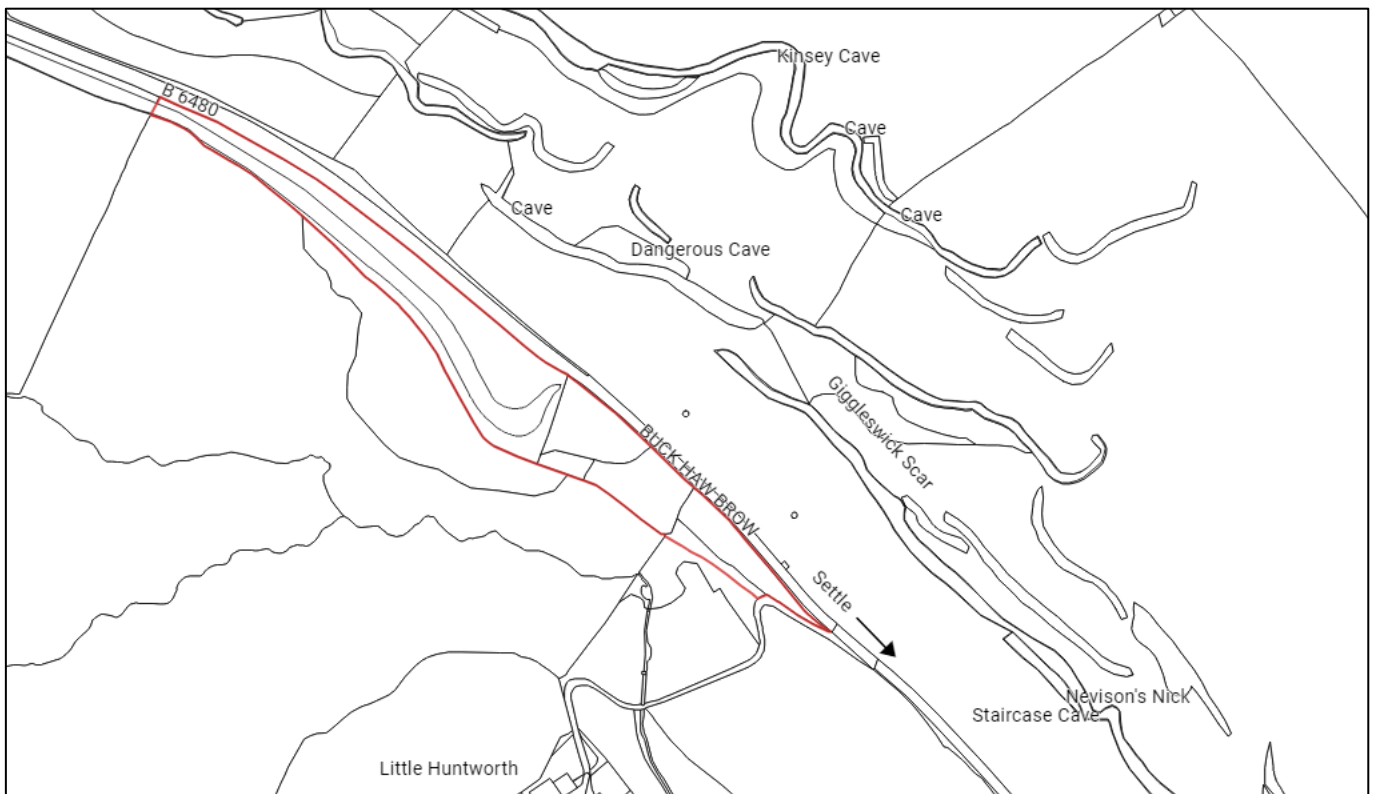 Kinsey Cave
B 6480
Cave
Cave
Cave
Dangerous Cave
Giggleswick Scar
BUCK HAW BROW
Settle
Nevison's Nick
Staircase Cave
Little Huntworth